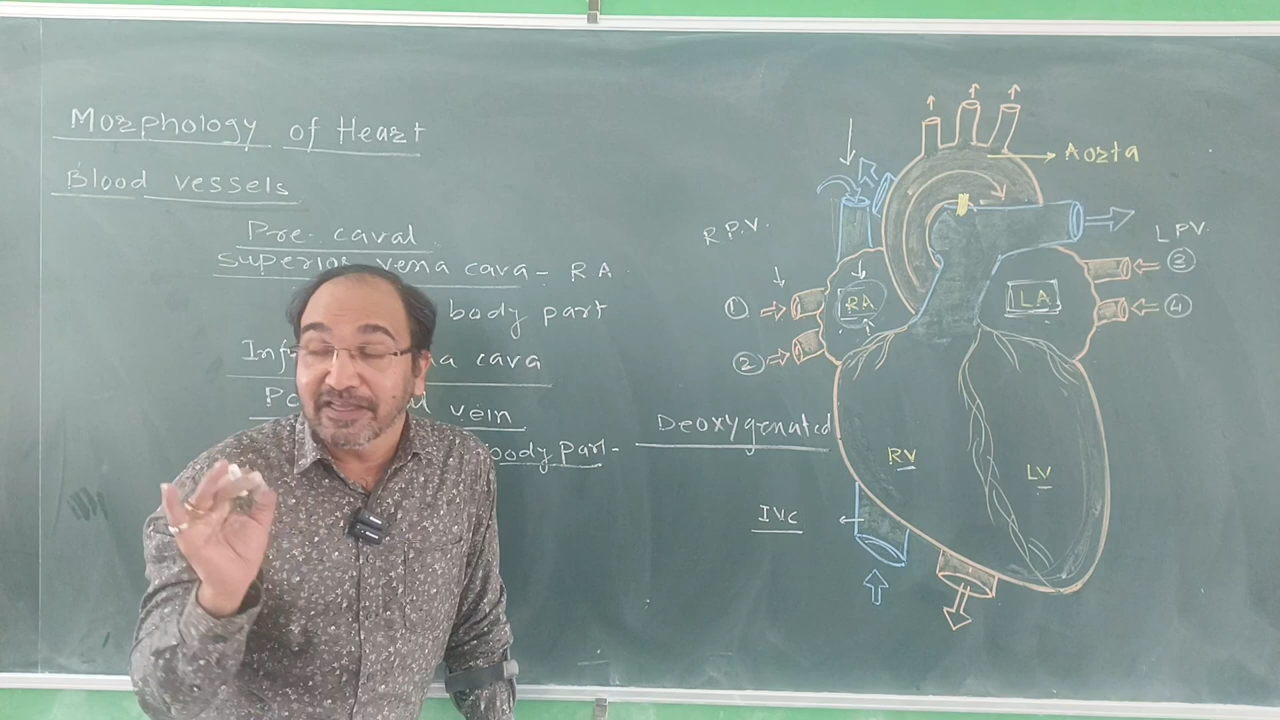 Morphology of Heart
Blood vessels
Pre-caval
Superior vena cava - RA
body part
cava
vein
body part - Deoxygenated
Aorta
R.P.V.
L PV.
1
2
3
4
RA
LA
RV
LV
IVC